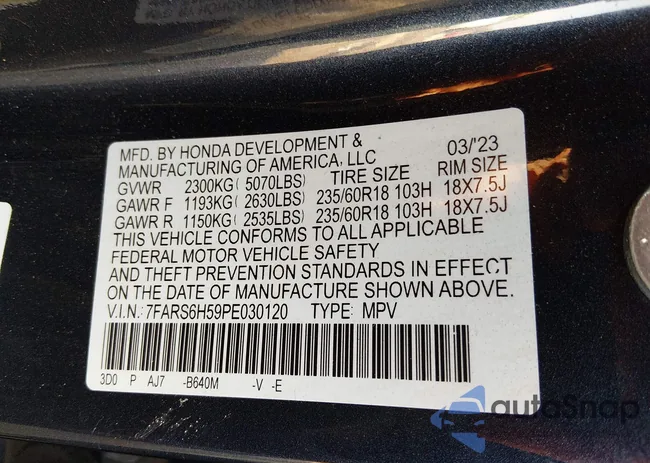 MFD. BY HONDA DEVELOPMENT & 03/'23
MANUFACTURING OF AMERICA, LLC
GVWR 2300KG( 5070LBS) TIRE SIZE RIM SIZE
GAWR F 1193KG( 2630LBS) 235/60R18 103H 18X7.5J
GAWR R 1150KG( 2535LBS) 235/60R18 103H 18X7.5J
THIS VEHICLE CONFORMS TO ALL APPLICABLE
FEDERAL MOTOR VEHICLE SAFETY
AND THEFT PREVENTION STANDARDS IN EFFECT
ON THE DATE OF MANUFACTURE SHOWN ABOVE.
V.I.N.:7FARS6H59PE030120 TYPE: MPV
3D0 P AJ7 -B640M -V -E
autoSnap